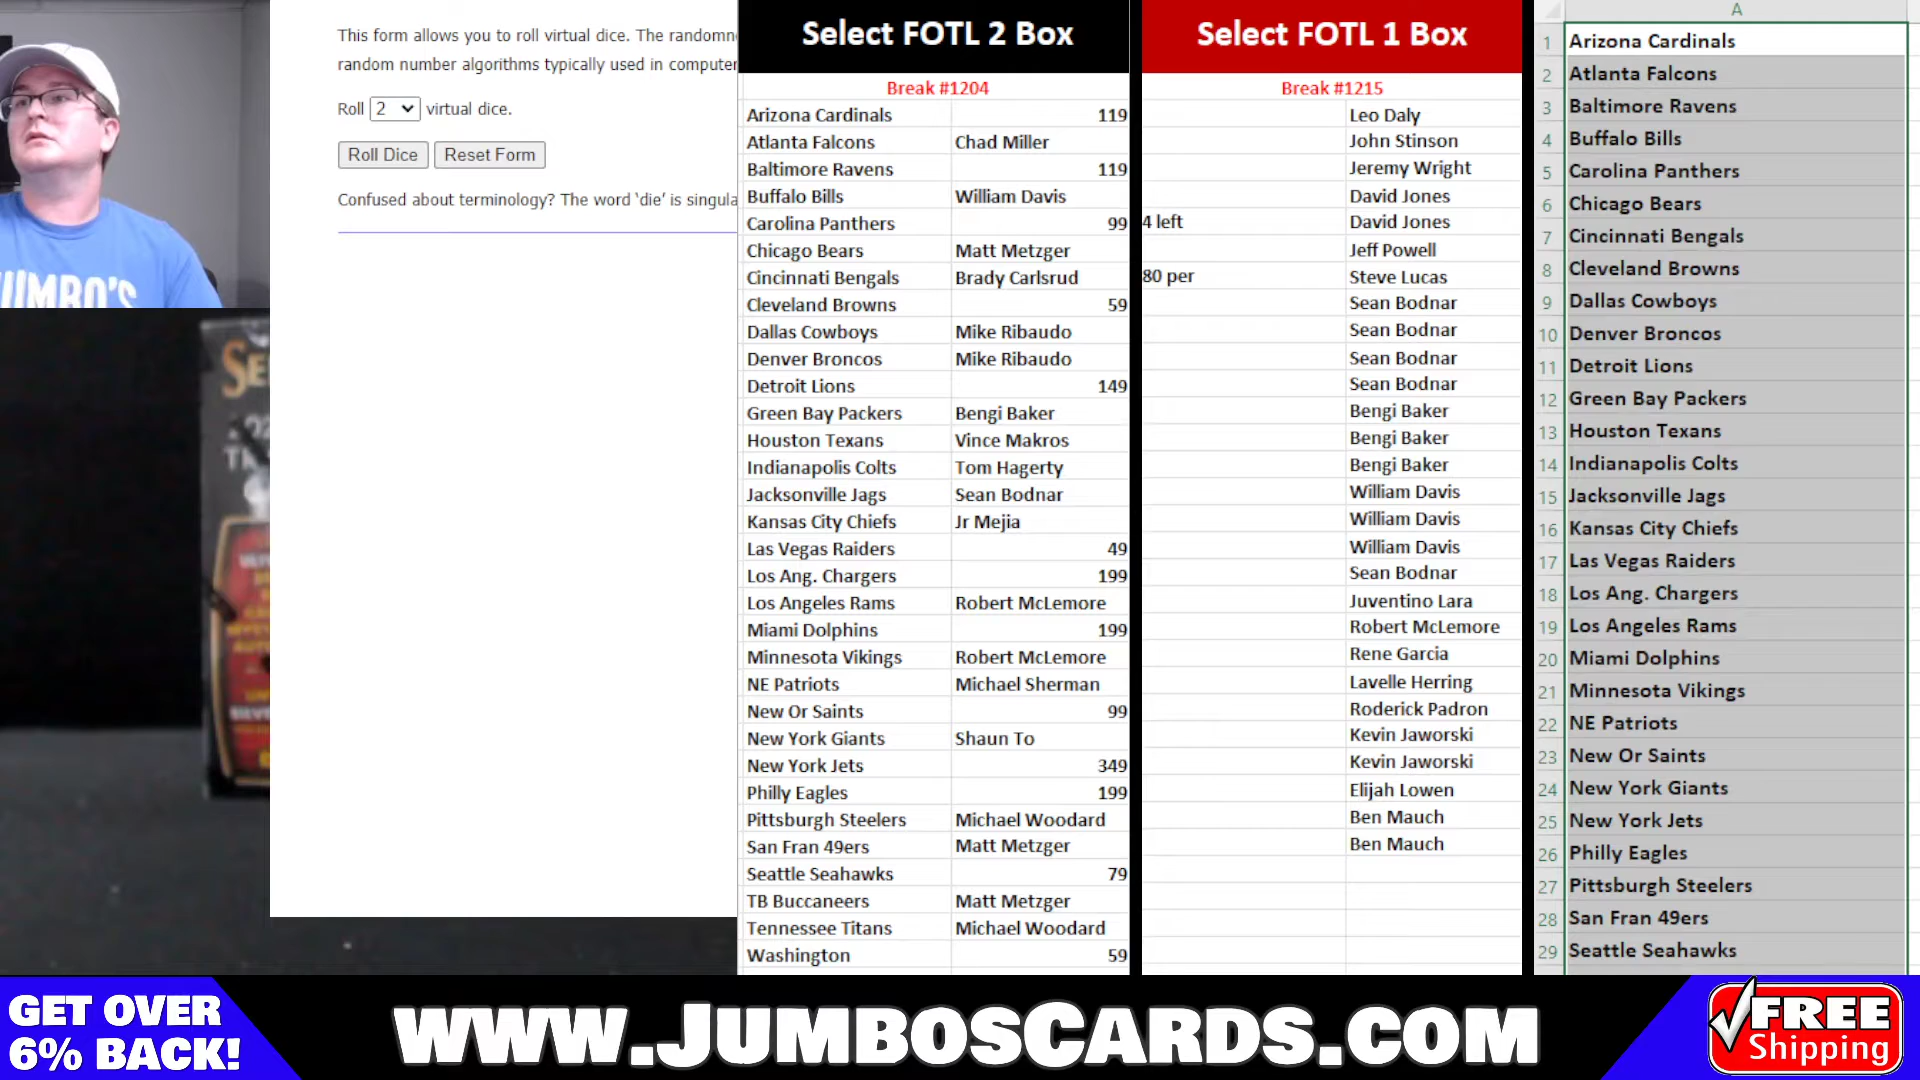 This form allows you to roll virtual dice. The randomn
random number algorithms typically used in computer
Roll 2 virtual dice.
Roll Dice Reset Form
Confused about terminology? The word ‘die’ is singula
UMBO'S
Select FOTL 2 Box
Break #1204
Arizona Cardinals 119
Atlanta Falcons Chad Miller
Baltimore Ravens 119
Buffalo Bills William Davis
Carolina Panthers 99
Chicago Bears Matt Metzger
Cincinnati Bengals Brady Carlsrud
Cleveland Browns 59
Dallas Cowboys Mike Ribaudo
Denver Broncos Mike Ribaudo
Detroit Lions 149
Green Bay Packers Bengi Baker
Houston Texans Vince Makros
Indianapolis Colts Tom Hagerty
Jacksonville Jags Sean Bodnar
Kansas City Chiefs Jr Mejia
Las Vegas Raiders 49
Los Ang. Chargers 199
Los Angeles Rams Robert McLemore
Miami Dolphins 199
Minnesota Vikings Robert McLemore
NE Patriots Michael Sherman
New Or Saints 99
New York Giants Shaun To
New York Jets 349
Philly Eagles 199
Pittsburgh Steelers Michael Woodard
San Fran 49ers Matt Metzger
Seattle Seahawks 79
TB Buccaneers Matt Metzger
Tennessee Titans Michael Woodard
Washington 59
Select FOTL 1 Box
Break #1215
Leo Daly
John Stinson
Jeremy Wright
David Jones
4 left David Jones
Jeff Powell
80 per Steve Lucas
Sean Bodnar
Sean Bodnar
Sean Bodnar
Sean Bodnar
Bengi Baker
Bengi Baker
Bengi Baker
William Davis
William Davis
William Davis
Sean Bodnar
Juventino Lara
Robert McLemore
Rene Garcia
Lavelle Herring
Roderick Padron
Kevin Jaworski
Kevin Jaworski
Elijah Lowen
Ben Mauch
Ben Mauch
A
1 Arizona Cardinals
2 Atlanta Falcons
3 Baltimore Ravens
4 Buffalo Bills
5 Carolina Panthers
6 Chicago Bears
7 Cincinnati Bengals
8 Cleveland Browns
9 Dallas Cowboys
10 Denver Broncos
11 Detroit Lions
12 Green Bay Packers
13 Houston Texans
14 Indianapolis Colts
15 Jacksonville Jags
16 Kansas City Chiefs
17 Las Vegas Raiders
18 Los Ang. Chargers
19 Los Angeles Rams
20 Miami Dolphins
21 Minnesota Vikings
22 NE Patriots
23 New Or Saints
24 New York Giants
25 New York Jets
26 Philly Eagles
27 Pittsburgh Steelers
28 San Fran 49ers
29 Seattle Seahawks
GET OVER
6% BACK!
WWW.JUMBOSCARDS.COM
FREE
Shipping